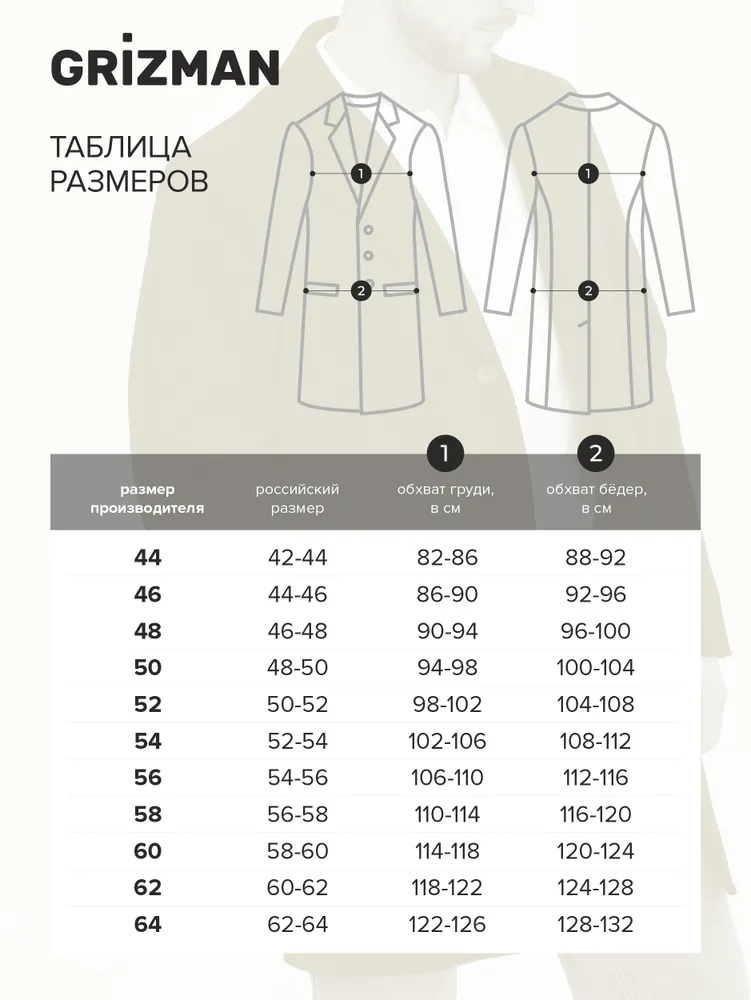 GRIZMAN
ТАБЛИЦА
РАЗМЕРОВ
1 1
2 2
1 2
размер производителя российский размер обхват груди, в см обхват бёдер, в см
44 42-44 82-86 88-92
46 44-46 86-90 92-96
48 46-48 90-94 96-100
50 48-50 94-98 100-104
52 50-52 98-102 104-108
54 52-54 102-106 108-112
56 54-56 106-110 112-116
58 56-58 110-114 116-120
60 58-60 114-118 120-124
62 60-62 118-122 124-128
64 62-64 122-126 128-132